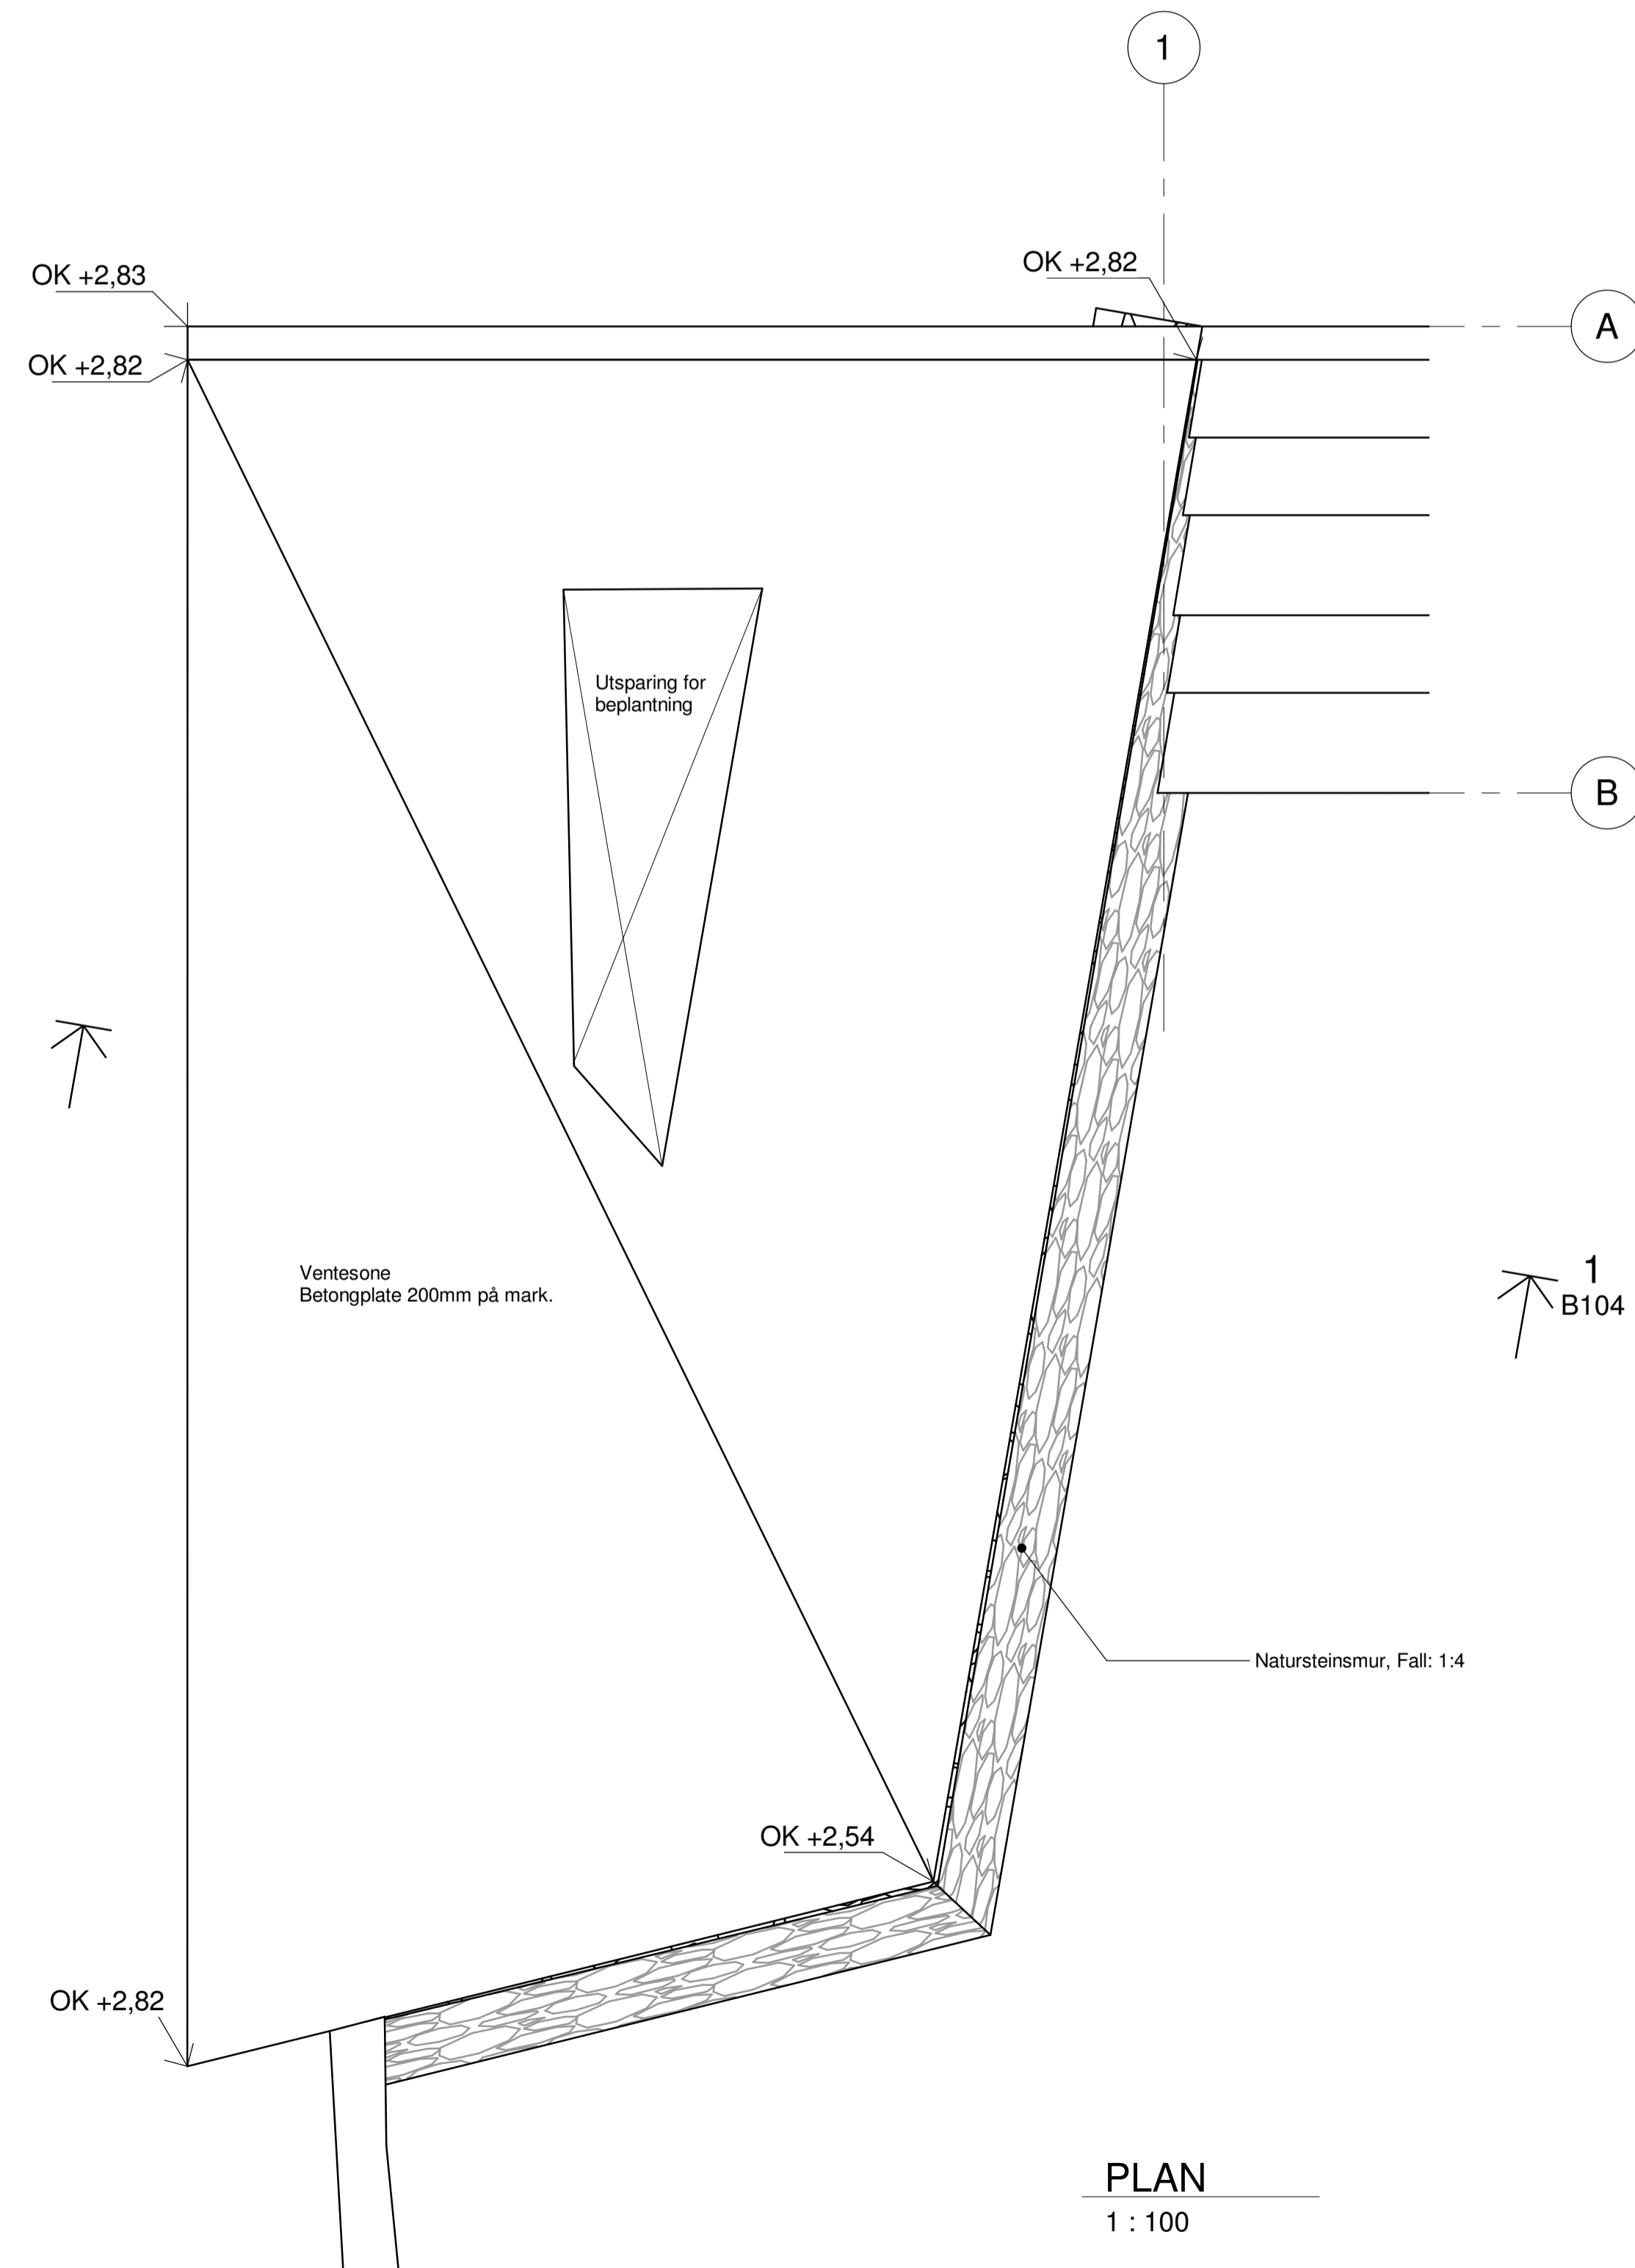 1
OK +2,83
OK +2,82
A
OK +2,82
Utsparing for
beplantning
B
Ventesone
Betongplate 200mm på mark.
1
B104
Natursteinsmur, Fall: 1:4
OK +2,54
OK +2,82
PLAN
1 : 100